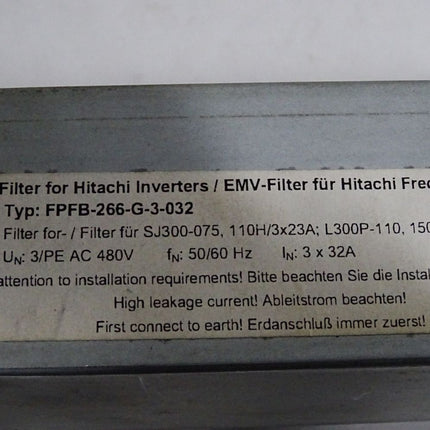 Filter for Hitachi Inverters / EMV-Filter für Hitachi Freq
Typ: FPFB-266-G-3-032
Filter for- / Filter für SJ300-075, 110H/3x23A; L300P-110, 150
UN: 3/PE AC 480V fN: 50/60 Hz IN: 3 x 32A
attention to installation requirements! Bitte beachten Sie die Instal
High leakage current! Ableitstrom beachten!
First connect to earth! Erdanschluß immer zuerst!